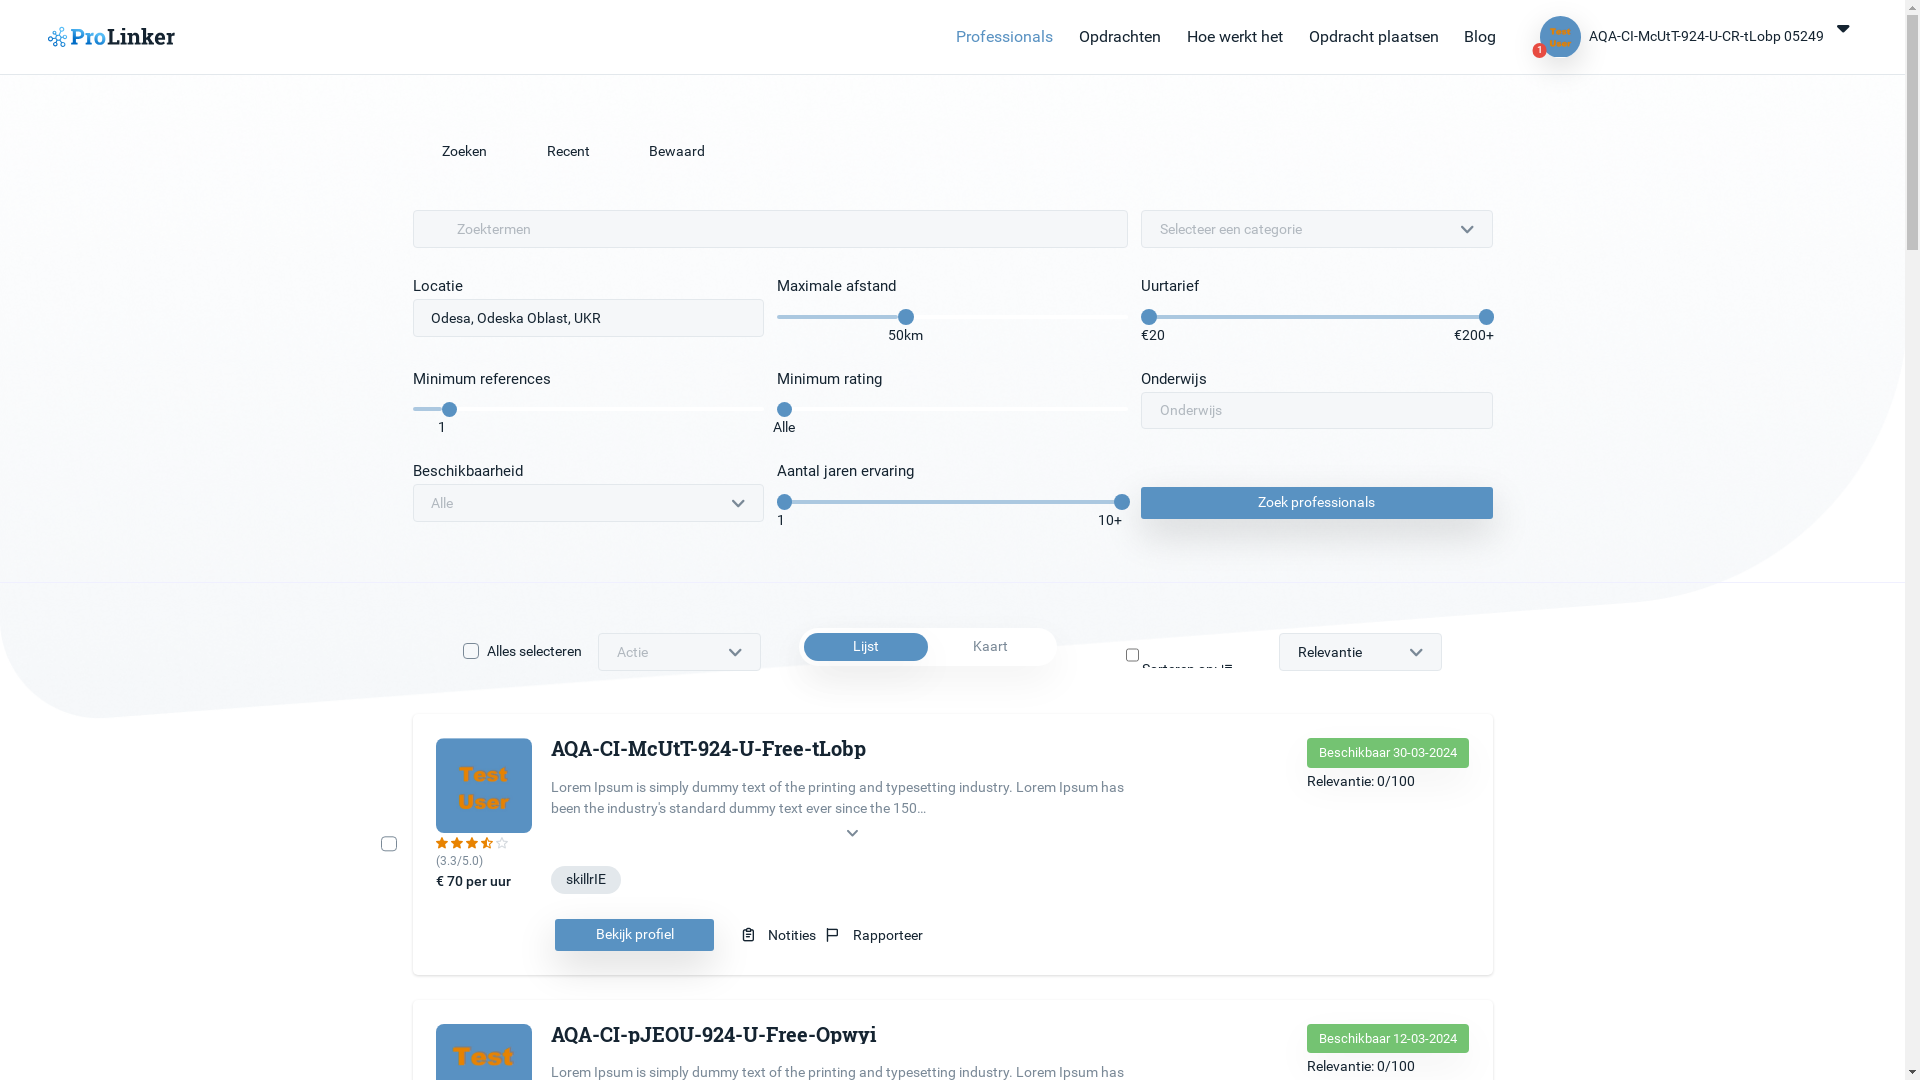 ProLinker
Professionals
Opdrachten
Hoe werkt het
Opdracht plaatsen
Blog
Test
User
1
AQA-CI-McUtT-924-U-CR-tLobp 05249
Zoeken
Recent
Bewaard
Zoektermen
Selecteer een categorie
Locatie
Odesa, Odeska Oblast, UKR
Maximale afstand
50km
Uurtarief
€20
€200+
Minimum references
1
Minimum rating
Alle
Onderwijs
Onderwijs
Beschikbaarheid
Alle
Aantal jaren ervaring
1
10+
Zoek professionals
Alles selecteren
Actie
Lijst
Kaart
Sorteren op:
Relevantie
Test
User
(3.3/5.0)
€ 70 per uur
AQA-CI-McUtT-924-U-Free-tLobp
Lorem Ipsum is simply dummy text of the printing and typesetting industry. Lorem Ipsum has
been the industry's standard dummy text ever since the 150...
skillrIE
Bekijk profiel
Notities
Rapporteer
Beschikbaar 30-03-2024
Relevantie: 0/100
Test
AQA-CI-pJEOU-924-U-Free-Opwyi
Lorem Ipsum is simply dummy text of the printing and typesetting industry. Lorem Ipsum has
Beschikbaar 12-03-2024
Relevantie: 0/100